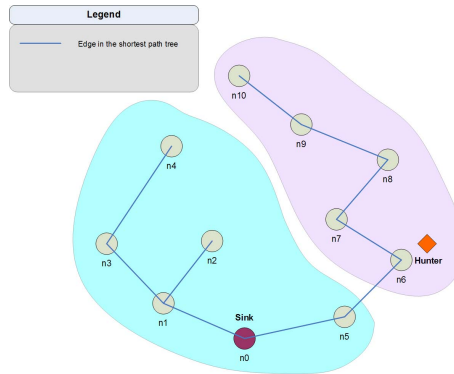 Legend
Edge in the shortest path tree
n10
n9
n4
n8
n7
n2
n3
Hunter
n6
n1
Sink
n5
n0